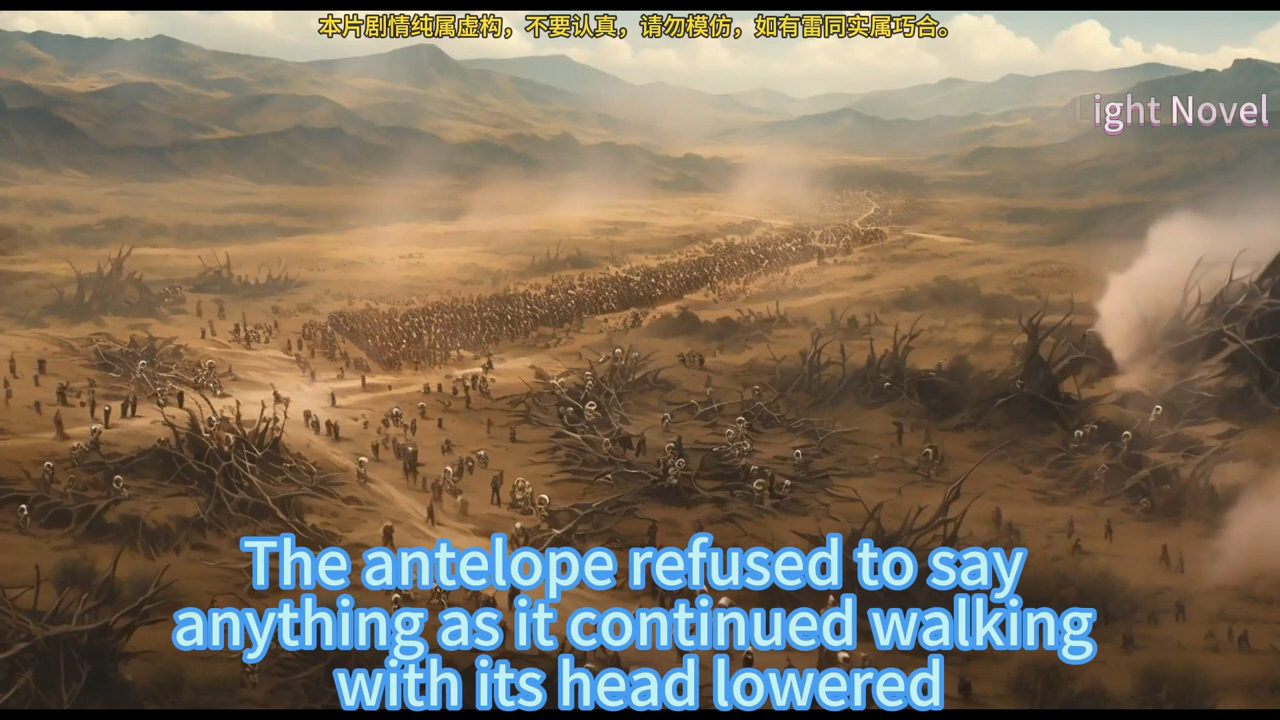 本片剧情纯属虚构，不要认真，请勿模仿，如有雷同实属巧合。
Light Novel
The antelope refused to say
anything as it continued walking
with its head lowered